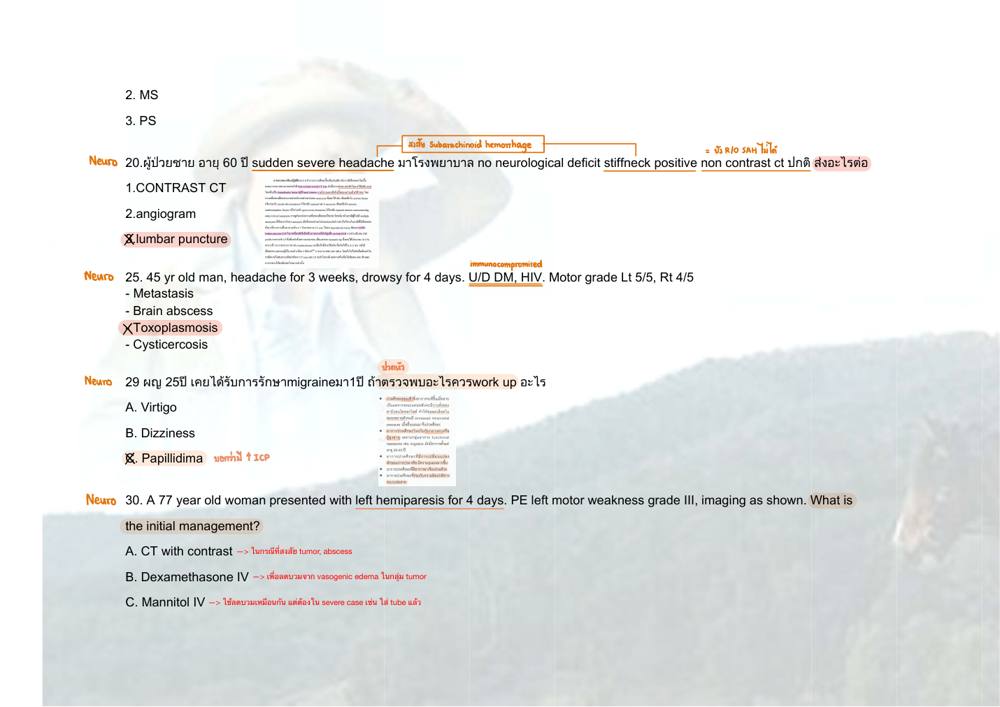 2. MS
3. PS
สงสัย Subarachinoid hemorrhage
= ยัง R/O SAH ไม่ได้
Neuro 20.ผู้ป่วยชาย อายุ 60 ปี sudden severe headache มาโรงพยาบาล no neurological deficit stiffneck positive non contrast ct ปกติ ส่งอะไรต่อ
1.CONTRAST CT
2.angiogram
lumbar puncture
immunocompromised
Neuro 25. 45 yr old man, headache for 3 weeks, drowsy for 4 days. U/D DM, HIV. Motor grade Lt 5/5, Rt 4/5
- Metastasis
- Brain abscess
Toxoplasmosis
- Cysticercosis
ปวดหัว
Neuro 29 ผญ 25ปี เคยได้รับการรักษาmigraineมา1ปี ถ้าตรวจพบอะไรควรwork up อะไร
A. Virtigo
B. Dizziness
. Papillidima บอกว่ามี ↑ ICP
Neuro 30. A 77 year old woman presented with left hemiparesis for 4 days. PE left motor weakness grade III, imaging as shown. What is
the initial management?
A. CT with contrast —> ในกรณีที่สงสัย tumor, abscess
B. Dexamethasone IV —> เพื่อลดบวมจาก vasogenic edema ในกลุ่ม tumor
C. Mannitol IV —> ใช้ลดบวมเหมือนกัน แต่ต้องใน severe case เช่น ใส่ tube แล้ว